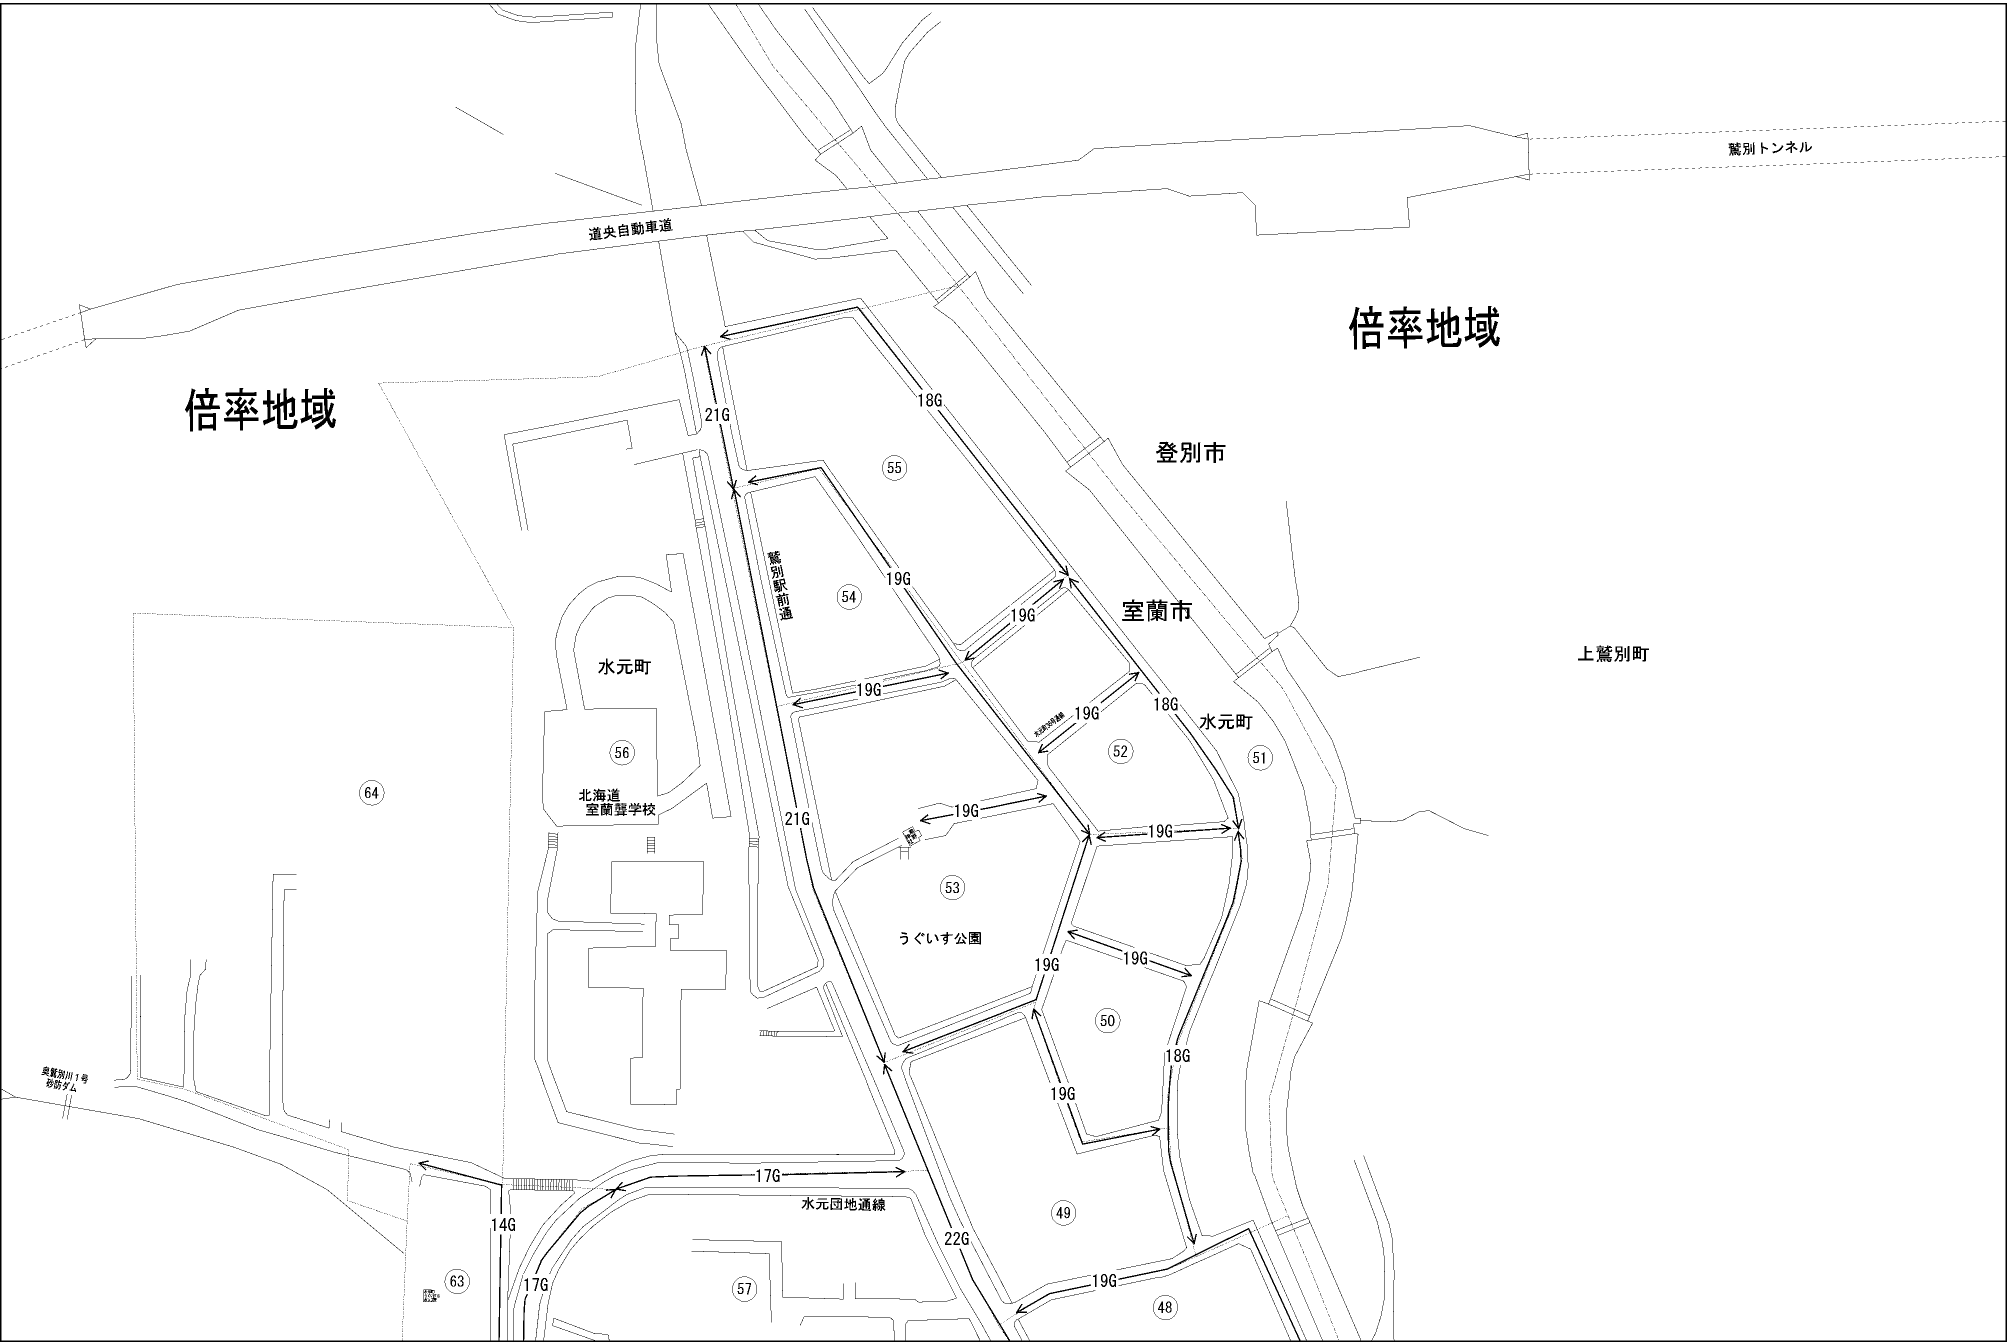 鷲別トンネル
道央自動車道
倍率地域
倍率地域
18G
21G
登別市
55
鷲別駅前通
19G
54
19G
室蘭市
上鷲別町
水元町
19G
18G
19G
水元町
52
51
56
64
北海道
室蘭聾学校
19G
21G
19G
53
うぐいす公園
19G
19G
50
18G
奥鷲別川1号
砂防ダム
19G
17G
水元団地通線
49
14G
22G
63
17G
57
19G
48